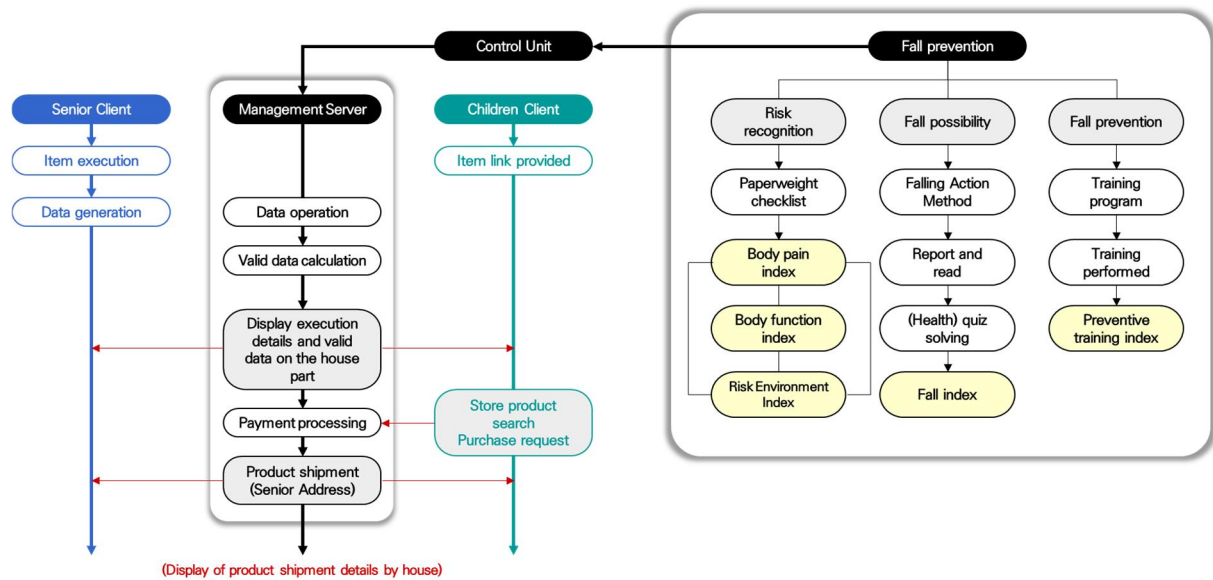 Control Unit
Fall prevention
Senior Client
Management Server
Children Client
Item execution
Item link provided
Data generation
Data operation
Valid data calculation
Display execution
details and valid
data on the house
part
Store product
search
Purchase request
Payment processing
Product shipment
(Senior Address)
(Display of product shipment details by house)
Risk
recognition
Paperweight
checklist
Body pain
index
Body function
index
Risk Environment
Index
Fall possibility
Falling Action
Method
Report and
read
(Health) quiz
solving
Fall index
Fall prevention
Training
program
Training
performed
Preventive
training index